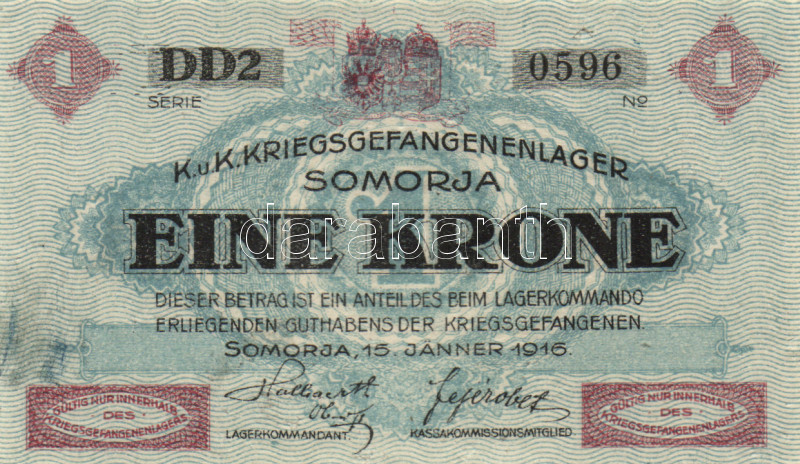 1 DD2 0596 1
SERIE No
K.u.K. KRIEGSGEFANGENENLAGER
SOMORJA
EINE KRONE
darabanth
DIESER BETRAG IST EIN ANTEIL DES BEIM LAGERKOMMANDO
ERLIEGENDEN GUTHABENS DER KRIEGSGEFANGENEN.
SOMORJA, 15. JÄNNER 1916.
GÜLTIG NUR INNERHALB
DES
KRIEGSGEFANGENENLAGERS
LAGERKOMMANDANT. KASSAKOMMISSIONSMITGLIED
GÜLTIG NUR INNERHALB
DES
KRIEGSGEFANGENENLAGERS